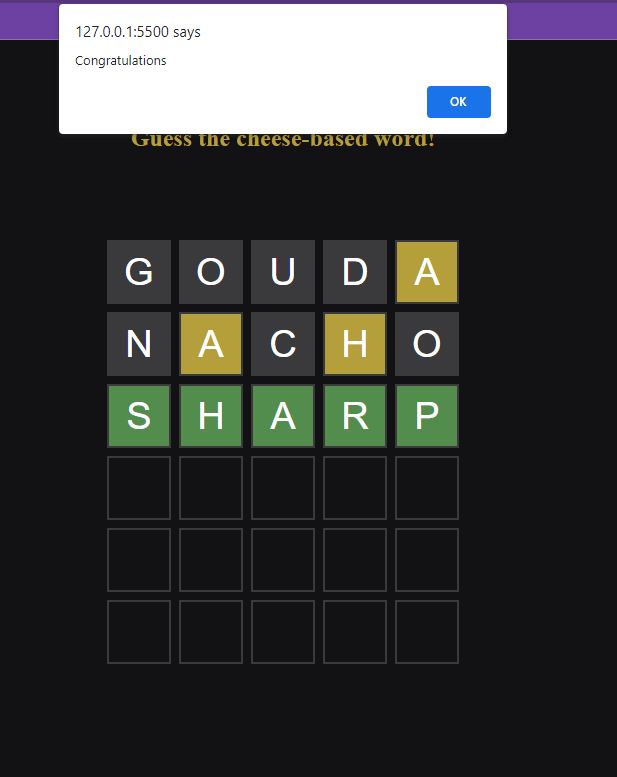 127.0.0.1:5500 says
Congratulations
OK
Guess the cheese-based word!
G O U D A
N A C H O
S H A R P